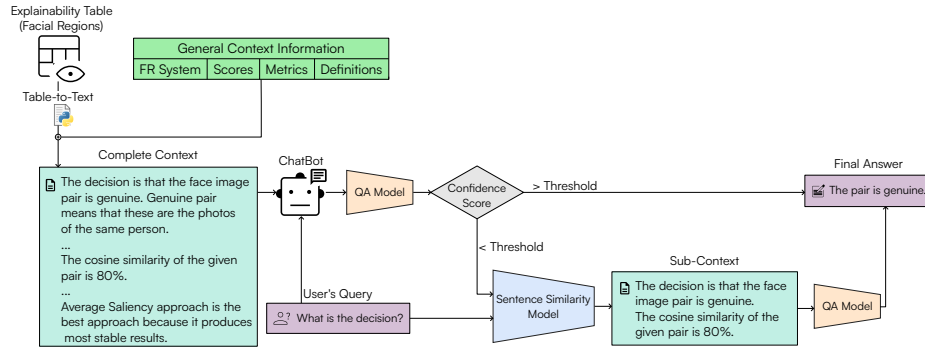 Explainability Table
(Facial Regions)
Table-to-Text
General Context Information
FR System
Scores
Metrics
Definitions
Complete Context
The decision is that the face image
pair is genuine. Genuine pair
means that these are the photos
of the same person.
...
The cosine similarity of the given
pair is 80%.
...
Average Saliency approach is the
best approach because it produces
most stable results.
ChatBot
QA Model
Confidence
Score
> Threshold
< Threshold
User's Query
What is the decision?
Sentence Similarity
Model
Sub-Context
The decision is that the face
image pair is genuine.
The cosine similarity of the
given pair is 80%.
QA Model
Final Answer
The pair is genuine.